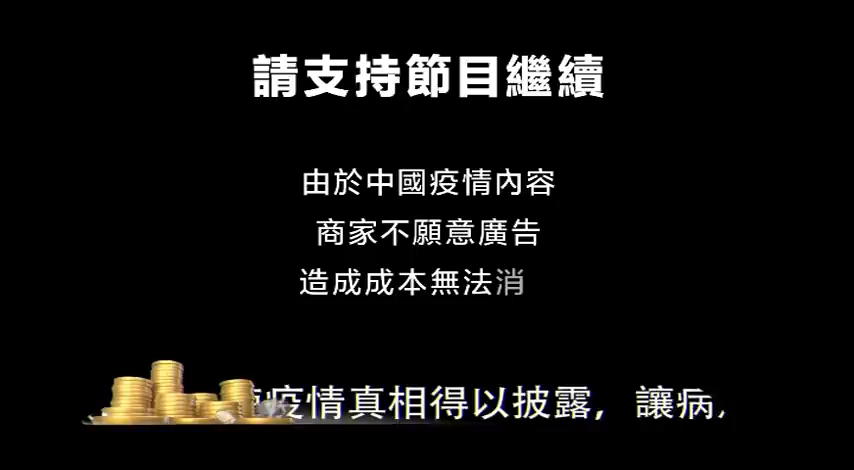 請支持節目繼續
由於中國疫情內容
商家不願意廣告
造成成本無法消
疫情真相得以披露，讓病